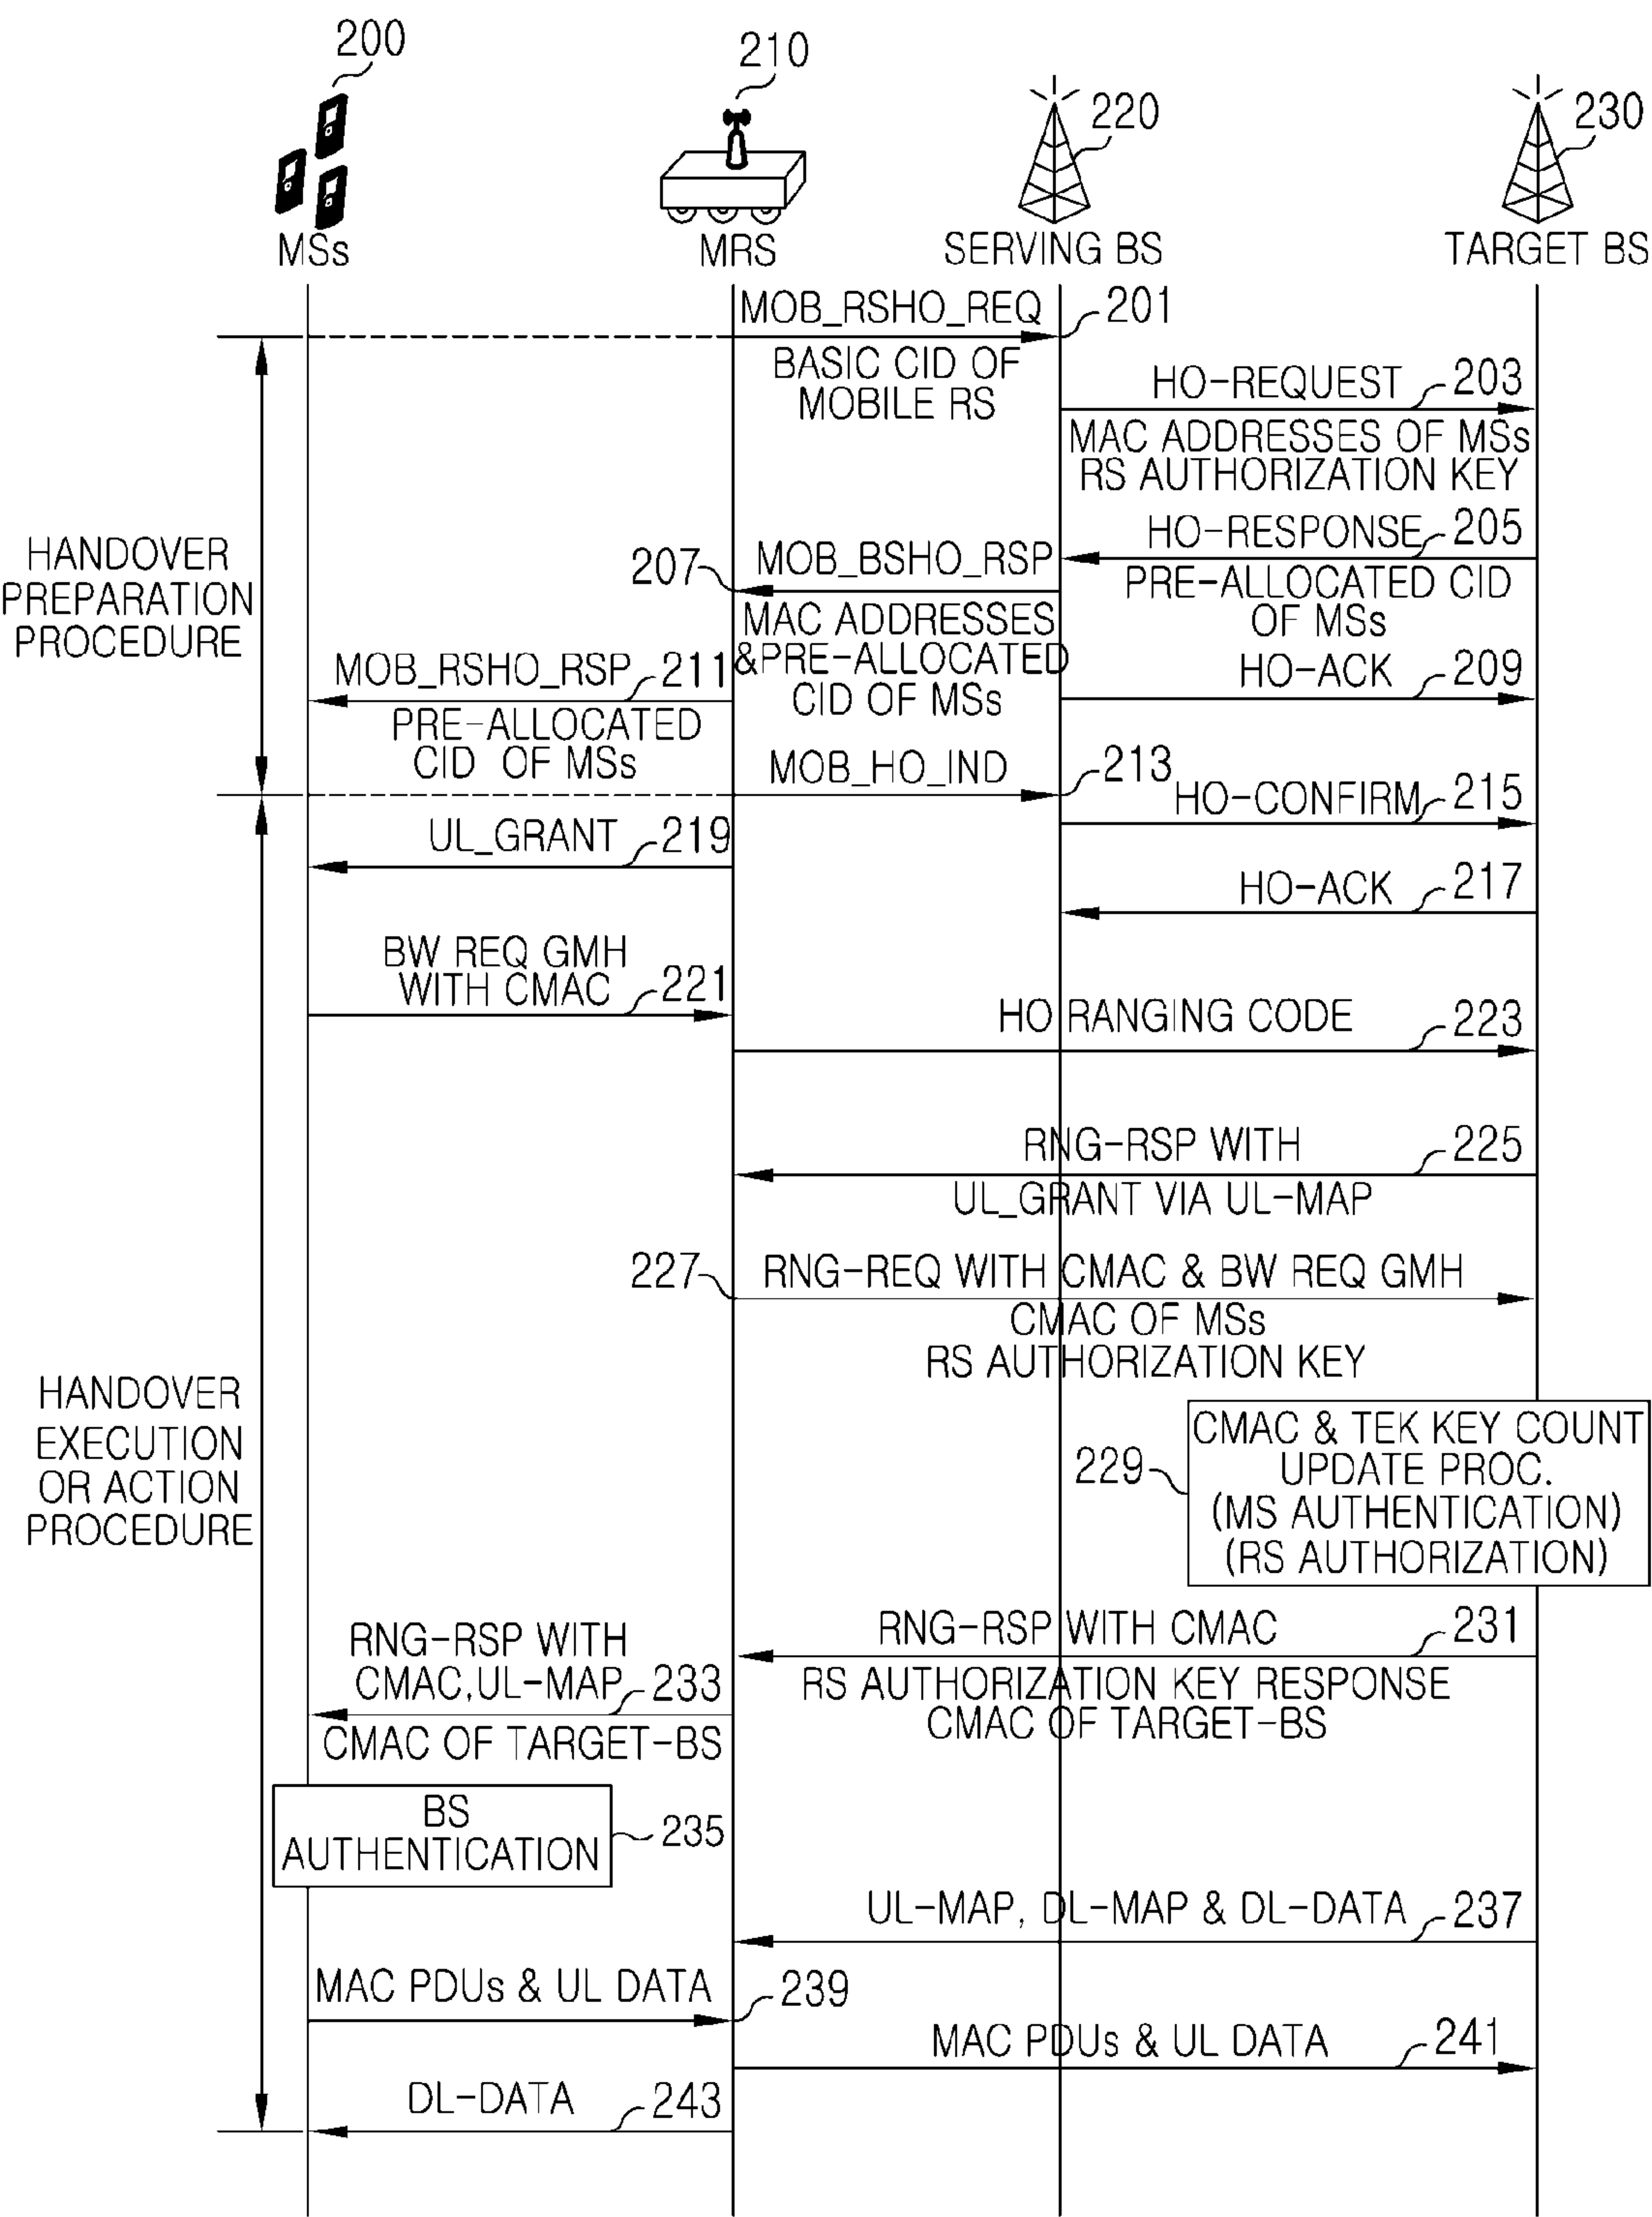 200
210
220
230
MSs
MRS
SERVING BS
TARGET BS
MOB_RSHO_REQ
201
BASIC CID OF
MOBILE RS
HO-REQUEST
203
MAC ADDRESSES OF MSs
RS AUTHORIZATION KEY
HO-RESPONSE
205
PRE-ALLOCATED CID
OF MSs
207
MOB_BSHO_RSP
MAC ADDRESSES
&PRE-ALLOCATED
CID OF MSs
HANDOVER
PREPARATION
PROCEDURE
MOB_RSHO_RSP
211
PRE-ALLOCATED
CID OF MSs
HO-ACK
209
MOB_HO_IND
213
HO-CONFIRM
215
UL_GRANT
219
HO-ACK
217
BW REQ GMH
WITH CMAC
221
HO RANGING CODE
223
RNG-RSP WITH
225
UL_GRANT VIA UL-MAP
227
RNG-REQ WITH CMAC & BW REQ GMH
CMAC OF MSs
RS AUTHORIZATION KEY
HANDOVER
EXECUTION
OR ACTION
PROCEDURE
229
CMAC & TEK KEY COUNT
UPDATE PROC.
(MS AUTHENTICATION)
(RS AUTHORIZATION)
RNG-RSP WITH CMAC
231
RS AUTHORIZATION KEY RESPONSE
CMAC OF TARGET-BS
RNG-RSP WITH
CMAC,UL-MAP
233
CMAC OF TARGET-BS
BS
AUTHENTICATION
235
UL-MAP, DL-MAP & DL-DATA
237
MAC PDUs & UL DATA
239
MAC PDUs & UL DATA
241
DL-DATA
243